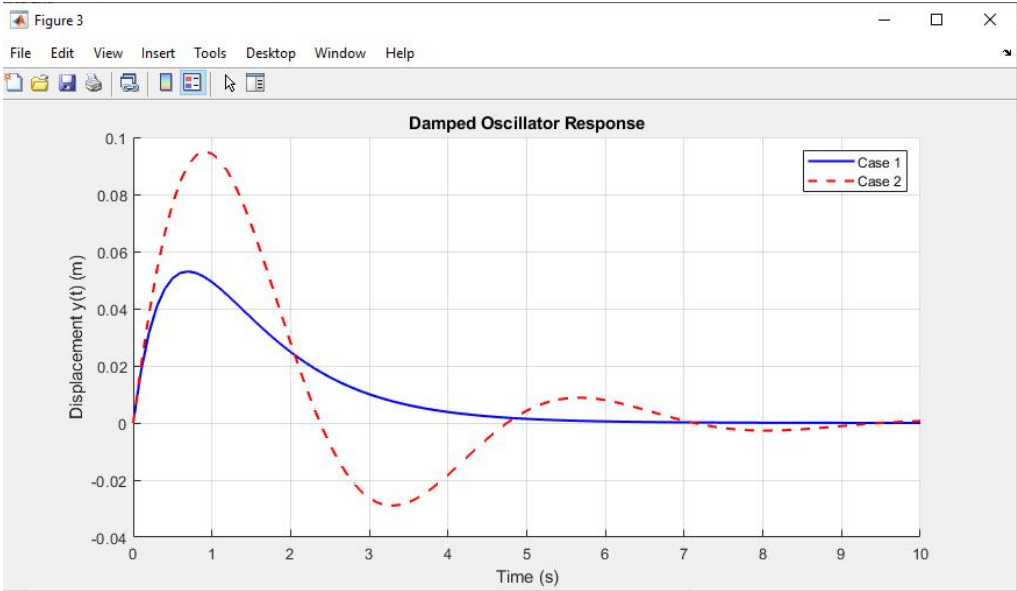 Figure 3
File Edit View Insert Tools Desktop Window Help
Damped Oscillator Response
0.1
0.08
0.06
0.04
0.02
0
-0.02
-0.04
Displacement y(t) (m)
Case 1
Case 2
0 1 2 3 4 5 6 7 8 9 10
Time (s)